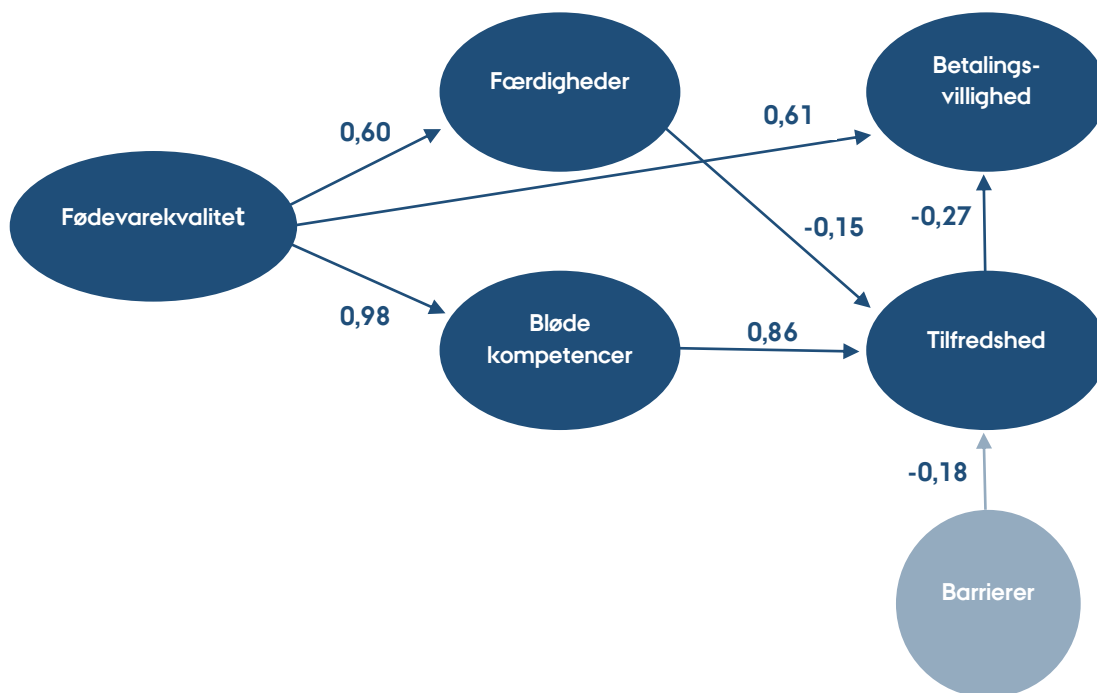 Færdigheder
Betalings-
villighed
0,60
0,61
Fødevarekvalitet
-0,15
-0,27
0,98
Bløde
kompetencer
0,86
Tilfredshed
-0,18
Barrierer